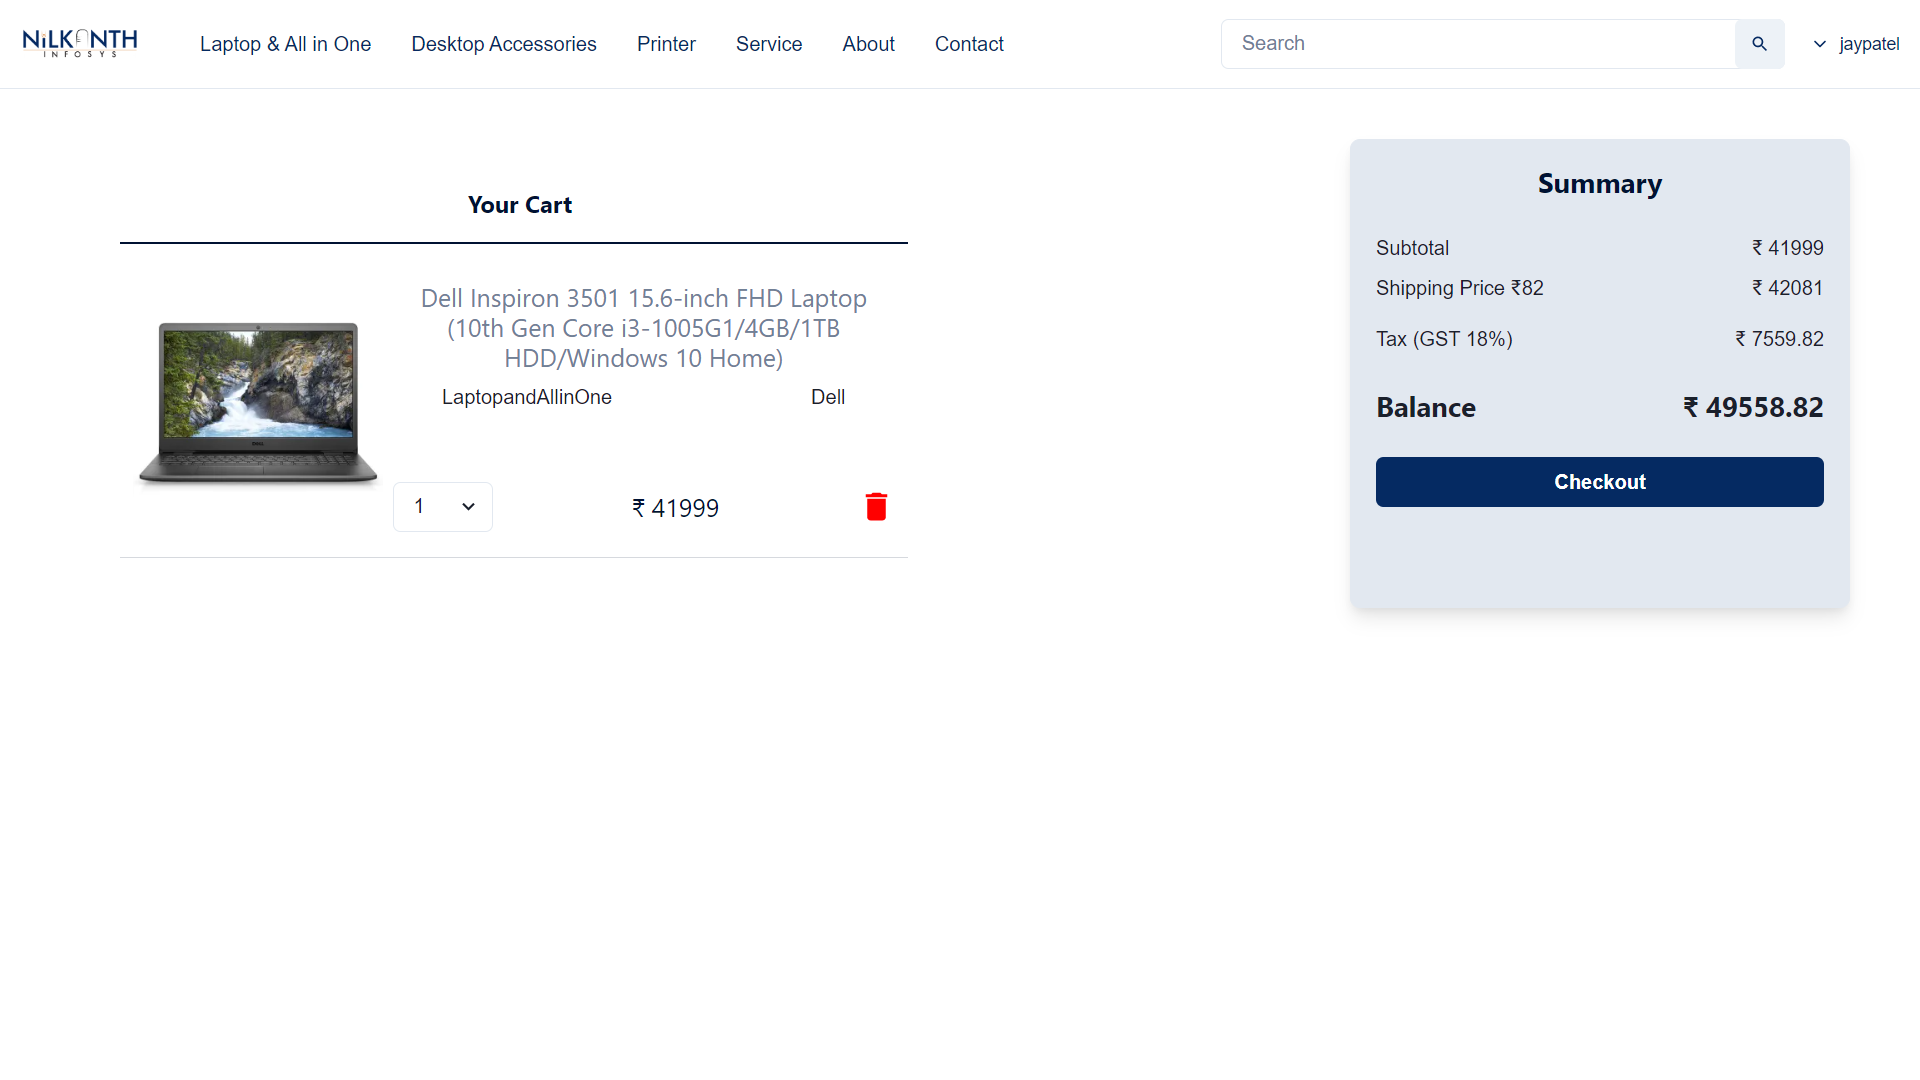 NiLKANTH
INFOSYS
Laptop & All in One
Desktop Accessories
Printer
Service
About
Contact
Search
jaypatel
Your Cart
Dell Inspiron 3501 15.6-inch FHD Laptop
(10th Gen Core i3-1005G1/4GB/1TB
HDD/Windows 10 Home)
LaptopandAllinOne
Dell
1
₹ 41999
Summary
Subtotal ₹ 41999
Shipping Price ₹82 ₹ 42081
Tax (GST 18%) ₹ 7559.82
Balance ₹ 49558.82
Checkout